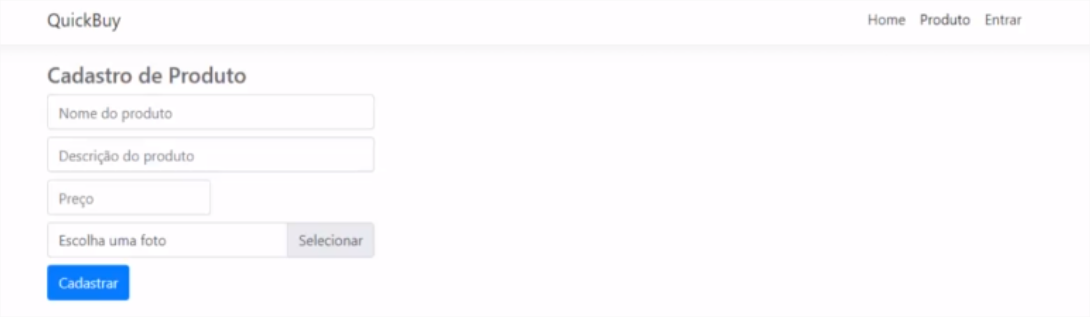 QuickBuy Home Produto Entrar
Cadastro de Produto
Nome do produto
Descrição do produto
Preço
Escolha uma foto Selecionar
Cadastrar